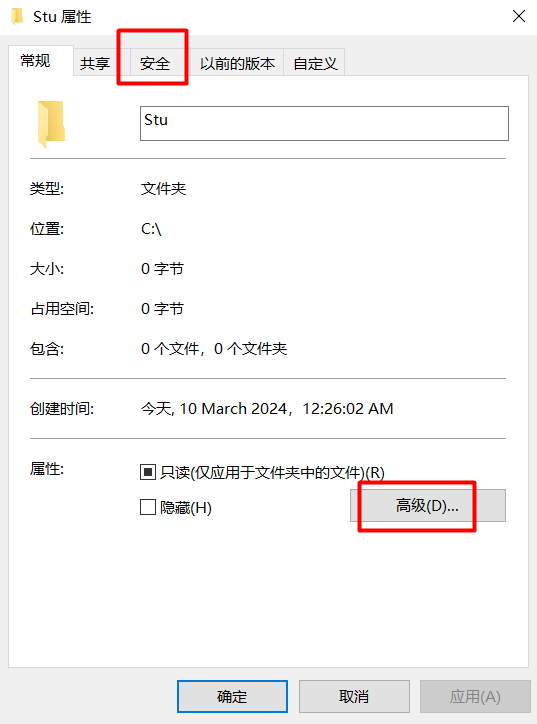 Stu 属性
常规 共享 安全 以前的版本 自定义
Stu
类型: 文件夹
位置: C:\
大小: 0 字节
占用空间: 0 字节
包含: 0 个文件，0 个文件夹
创建时间: 今天, 10 March 2024，12:26:02 AM
属性: 只读(仅应用于文件夹中的文件)(R)
隐藏(H) 高级(D)...
确定 取消 应用(A)